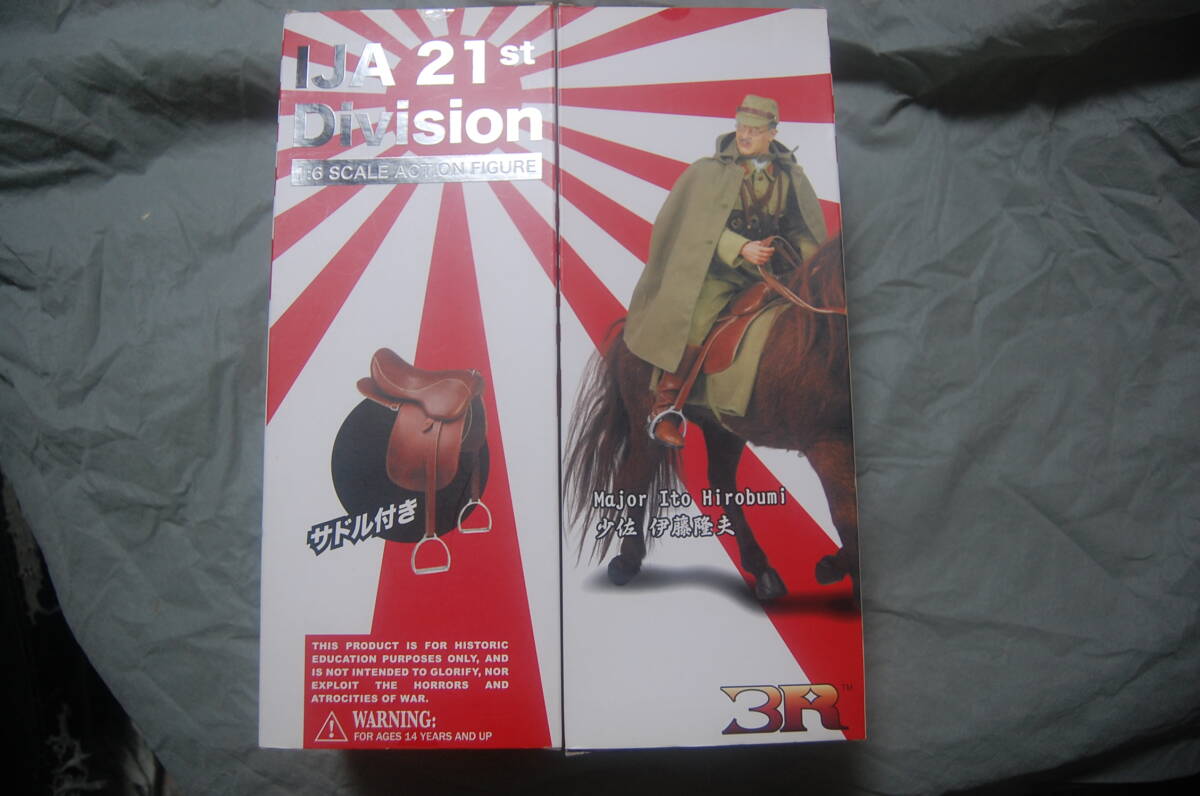 IJA 21st
Division
1:6 SCALE ACTION FIGURE
サドル付き
Major Ito Hirobumi
少佐 伊藤隆夫
THIS PRODUCT IS FOR HISTORIC
EDUCATION PURPOSES ONLY, AND
IS NOT INTENDED TO GLORIFY, NOR
EXPLOIT THE HORRORS AND
ATROCITIES OF WAR.
WARNING:
FOR AGES 14 YEARS AND UP
3R TM